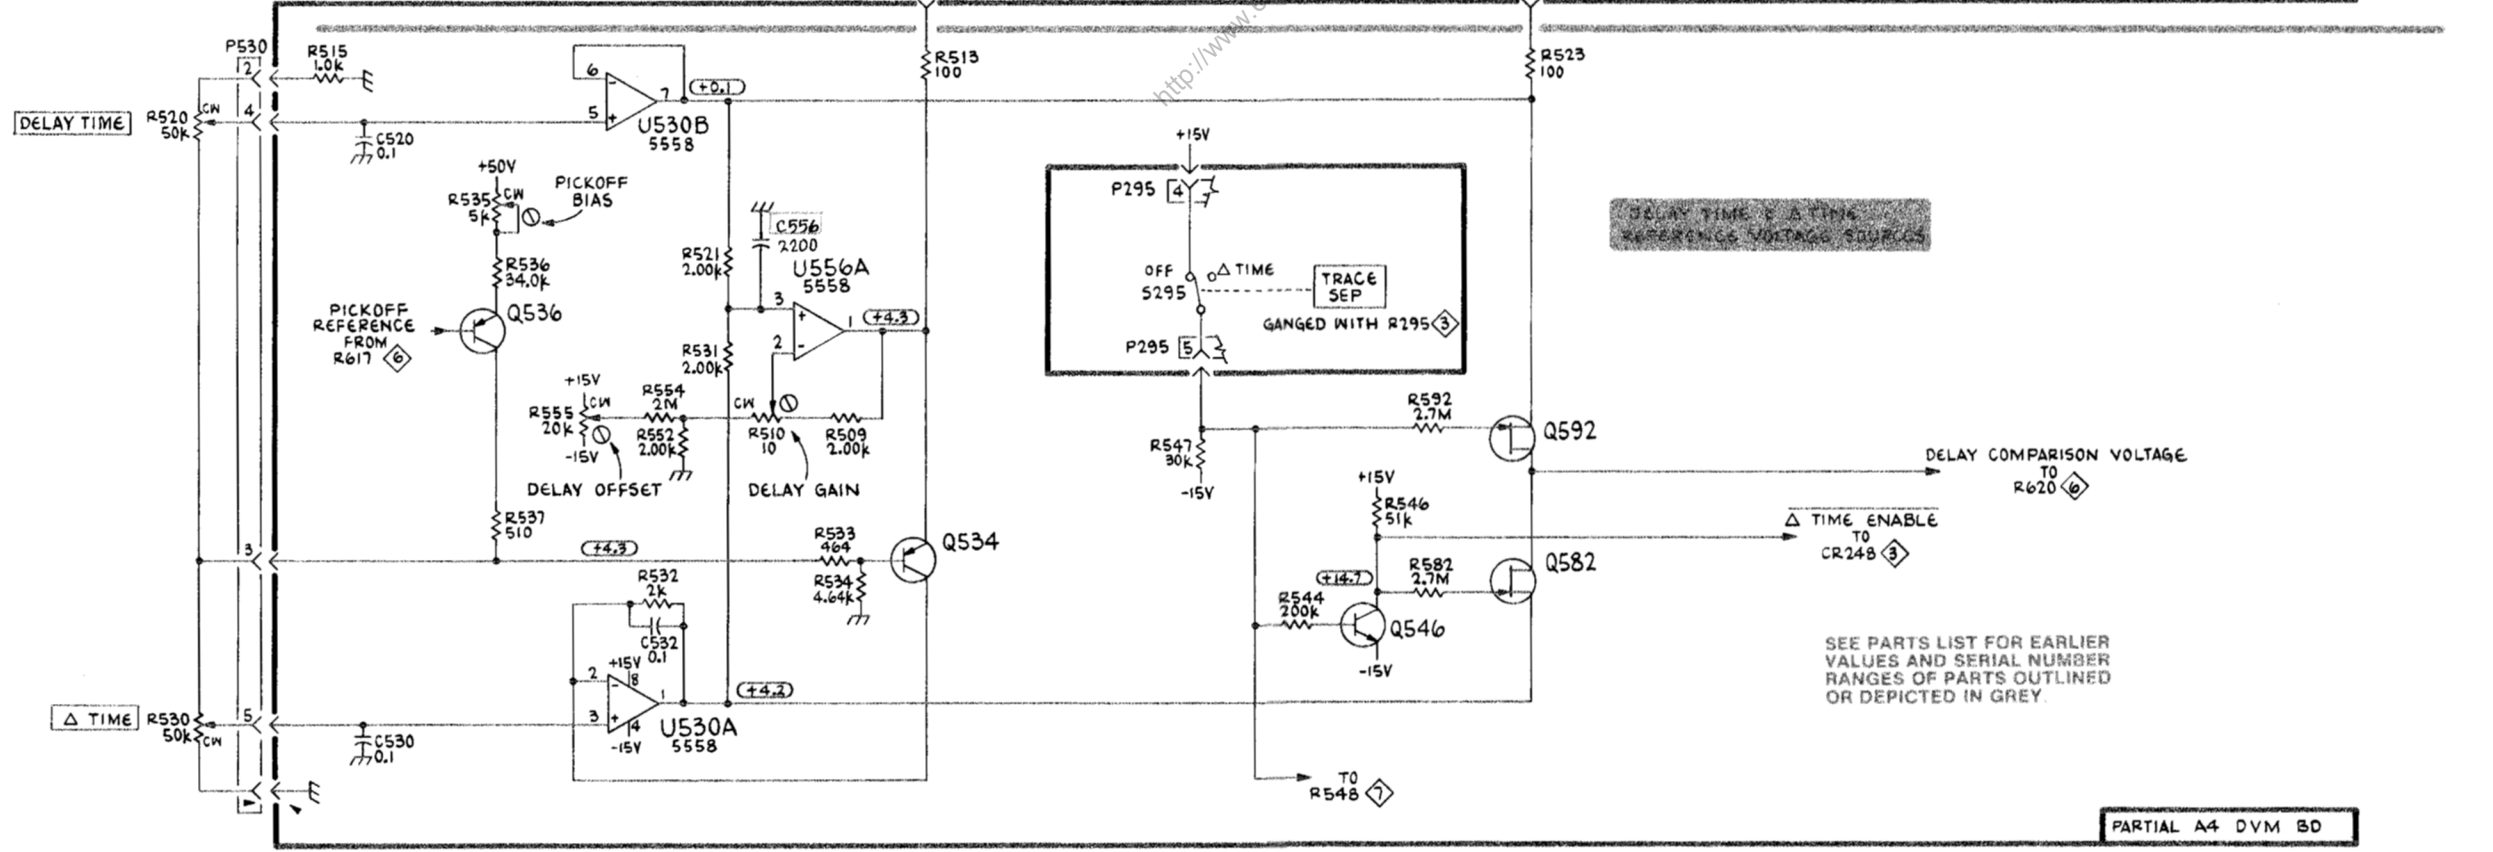 P530
2
R515
1.0k
4
DELAY TIME
R520
50k
CW
C520
0.1
6
5
7
+0.1
U530B
5558
R513
100
http://www.
R523
100
+50V
R535
5k
CW
PICKOFF
BIAS
R536
34.0k
PICKOFF
REFERENCE
FROM
R617 6
Q536
C556
2200
R521
2.00k
U556A
5558
3
2
1
+4.3
R531
2.00k
+15V
R555
20k
CW
-15V
R554
2M
R552
2.00k
CW
R510
10
R509
2.00k
DELAY OFFSET
DELAY GAIN
R537
510
+15V
P295 4
OFF
Δ TIME
S295
TRACE
SEP
GANGED WITH R295 3
P295 5
DELAY TIME & Δ TIME
REFERENCE VOLTAGE SOURCES
R547
30k
-15V
R592
2.7M
Q592
DELAY COMPARISON VOLTAGE
TO
R620 6
+15V
R546
51k
Δ TIME ENABLE
TO
CR248 3
3
+4.3
R533
464
R534
4.64k
Q534
+14.7
R582
2.7M
Q582
R544
200k
Q546
-15V
R532
2k
C532
0.1
+15V
8
2
3
1
4
-15V
+4.2
U530A
5558
Δ TIME
R530
50k
CW
5
C530
0.1
TO
R548 7
SEE PARTS LIST FOR EARLIER
VALUES AND SERIAL NUMBER
RANGES OF PARTS OUTLINED
OR DEPICTED IN GREY.
PARTIAL A4 DVM BD